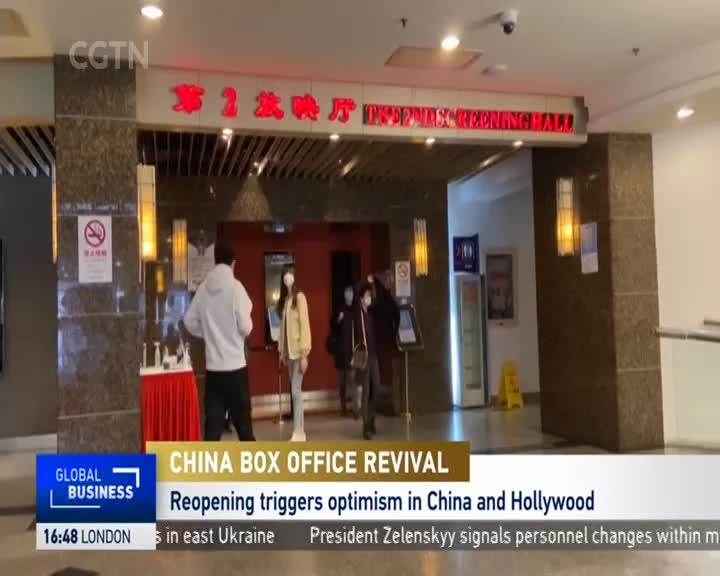 CGTN
第2放映厅 THE 2ND SCREENING HALL
CHINA BOX OFFICE REVIVAL
GLOBAL
BUSINESS
Reopening triggers optimism in China and Hollywood
16:48 LONDON
s in east Ukraine President Zelenskyy signals personnel changes within m